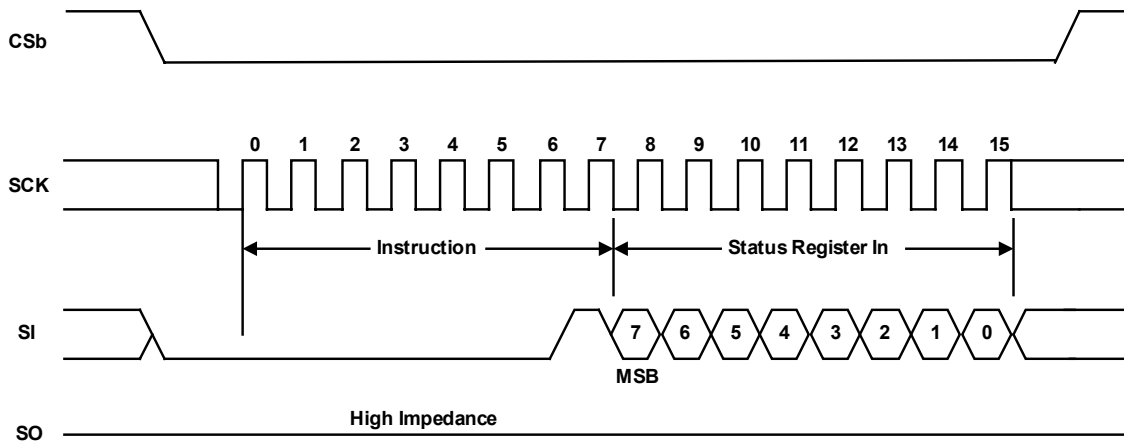 CSb
0 1 2 3 4 5 6 7 8 9 10 11 12 13 14 15
SCK
Instruction Status Register In
SI 7 6 5 4 3 2 1 0
MSB
High Impedance
SO